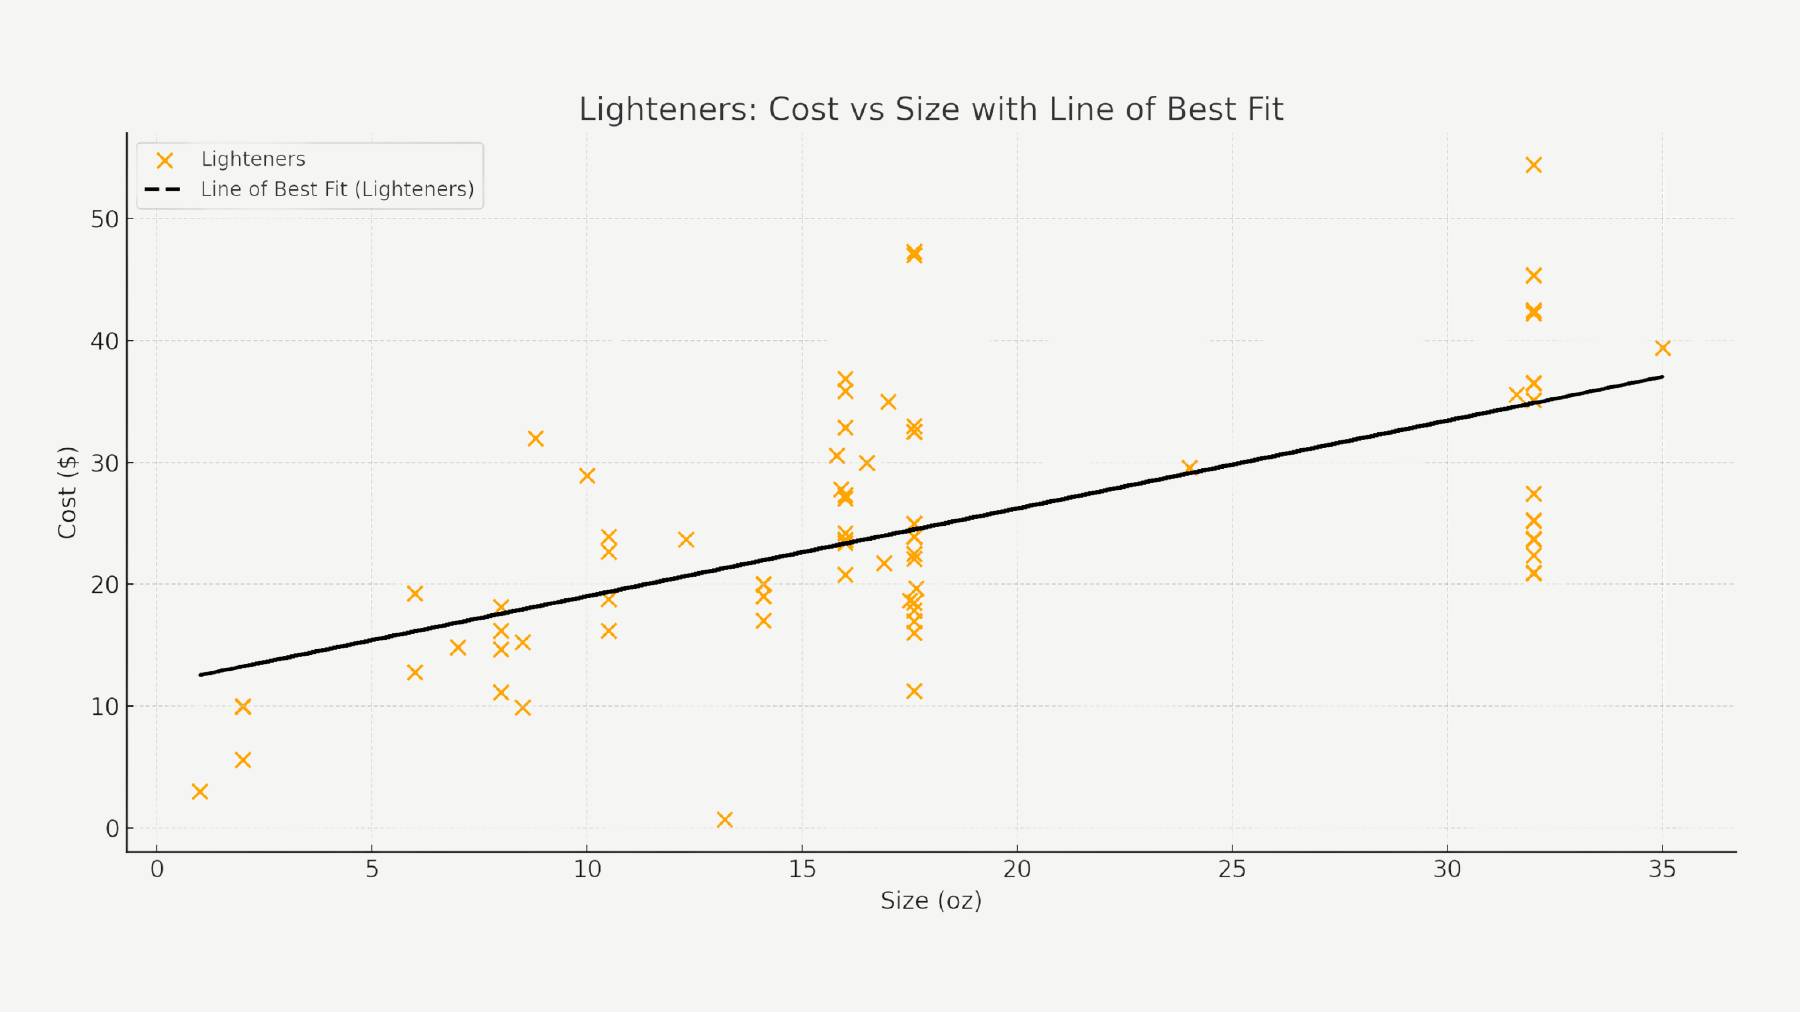 Lighteners: Cost vs Size with Line of Best Fit
Lighteners
Line of Best Fit (Lighteners)
50
40
30
20
10
0
Cost ($)
0 5 10 15 20 25 30 35
Size (oz)